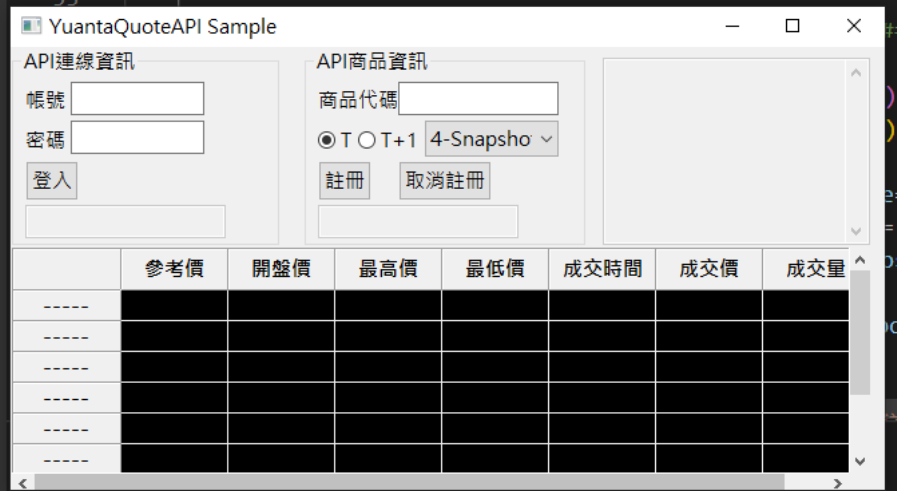 YuantaQuoteAPI Sample
API連線資訊
帳號
密碼
登入
API商品資訊
商品代碼
T T+1 4-Snapsho
註冊 取消註冊
參考價 開盤價 最高價 最低價 成交時間 成交價 成交量
-----
-----
-----
-----
-----
-----